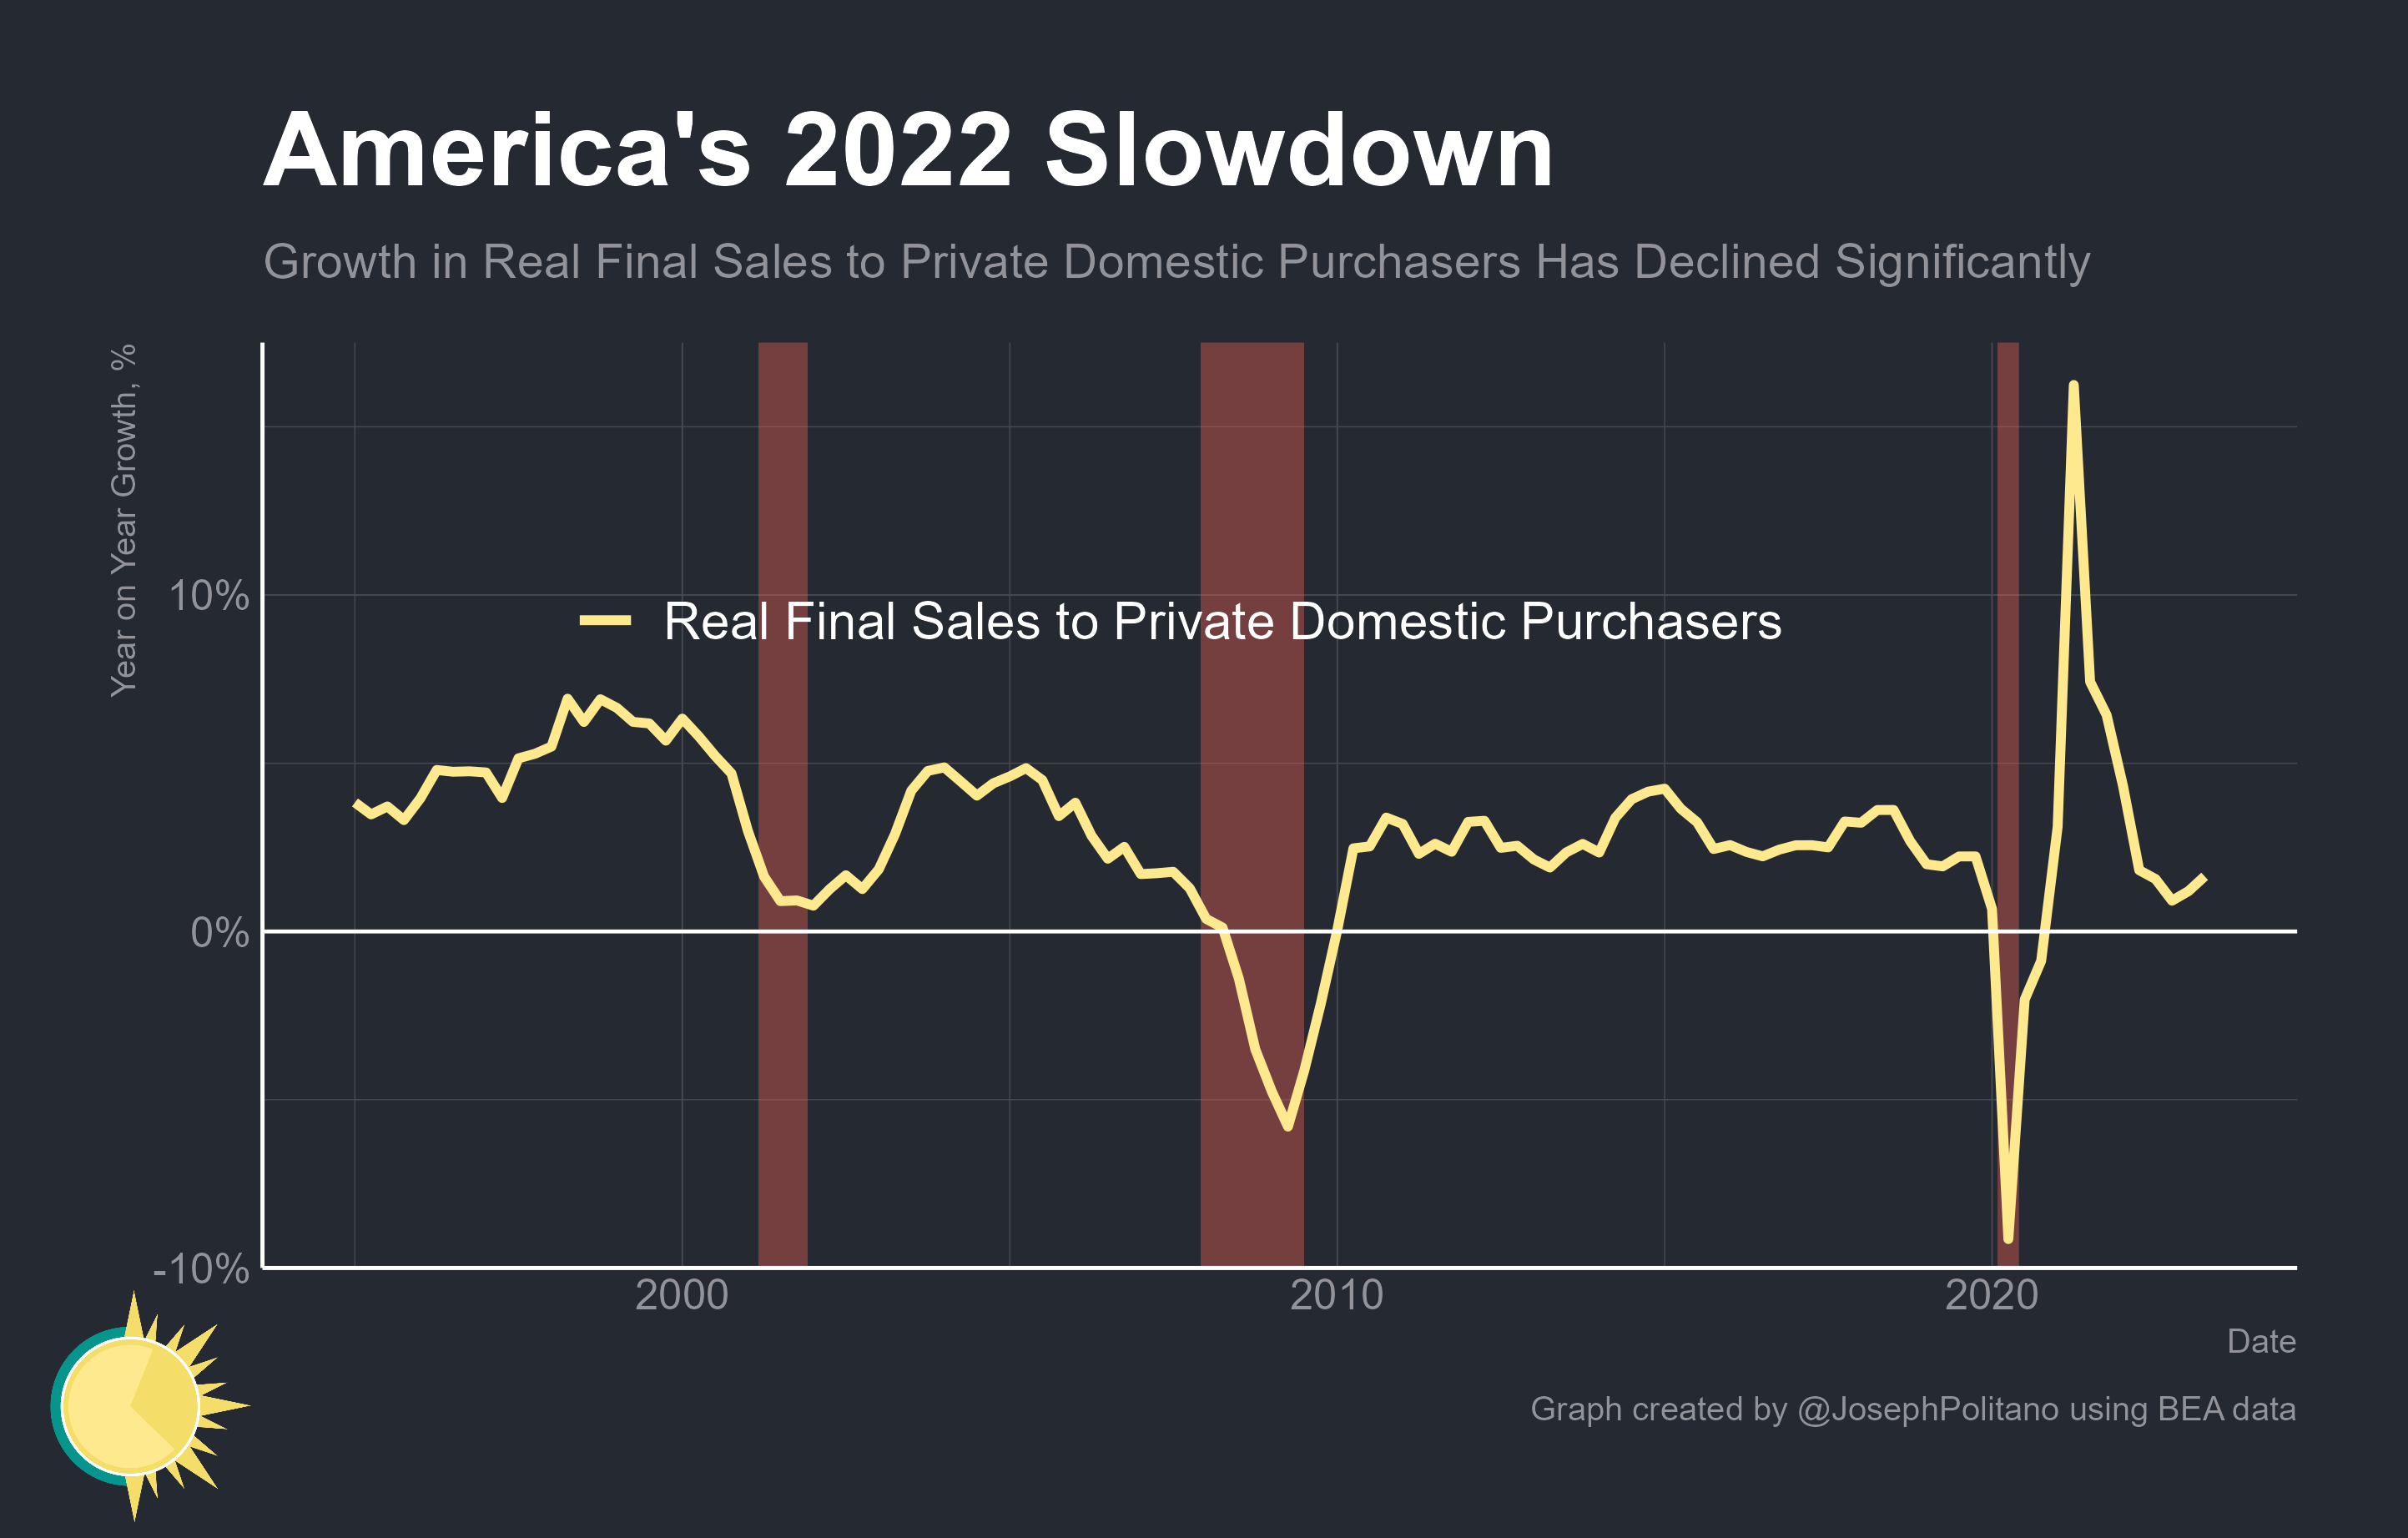 America's 2022 Slowdown
Growth in Real Final Sales to Private Domestic Purchasers Has Declined Significantly
Year on Year Growth, %
10%
Real Final Sales to Private Domestic Purchasers
0%
-10%
2000
2010
2020
Date
Graph created by @JosephPolitano using BEA data